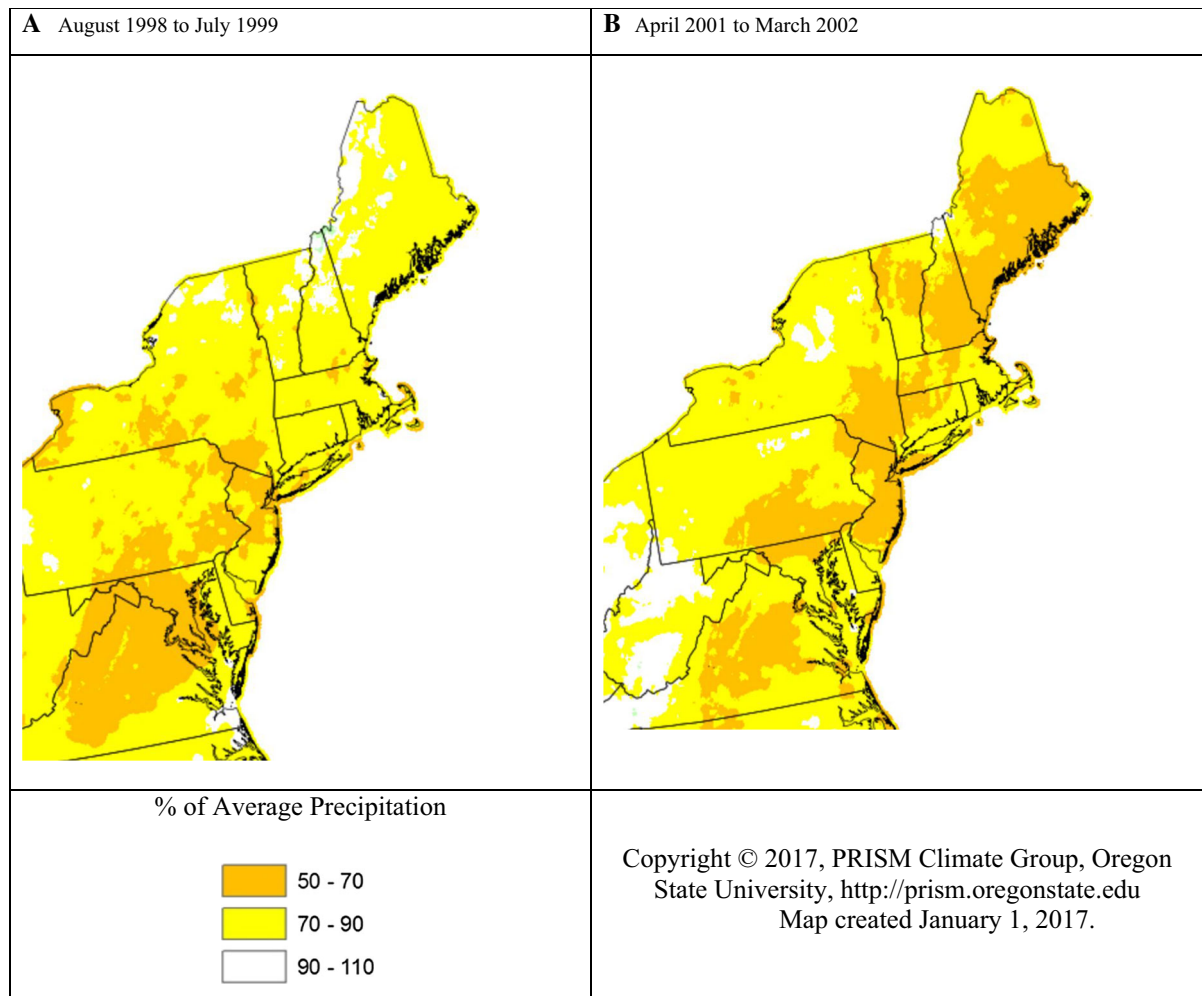 A August 1998 to July 1999
B April 2001 to March 2002
% of Average Precipitation
50 - 70
70 - 90
90 - 110
Copyright © 2017, PRISM Climate Group, Oregon
State University, http://prism.oregonstate.edu
Map created January 1, 2017.